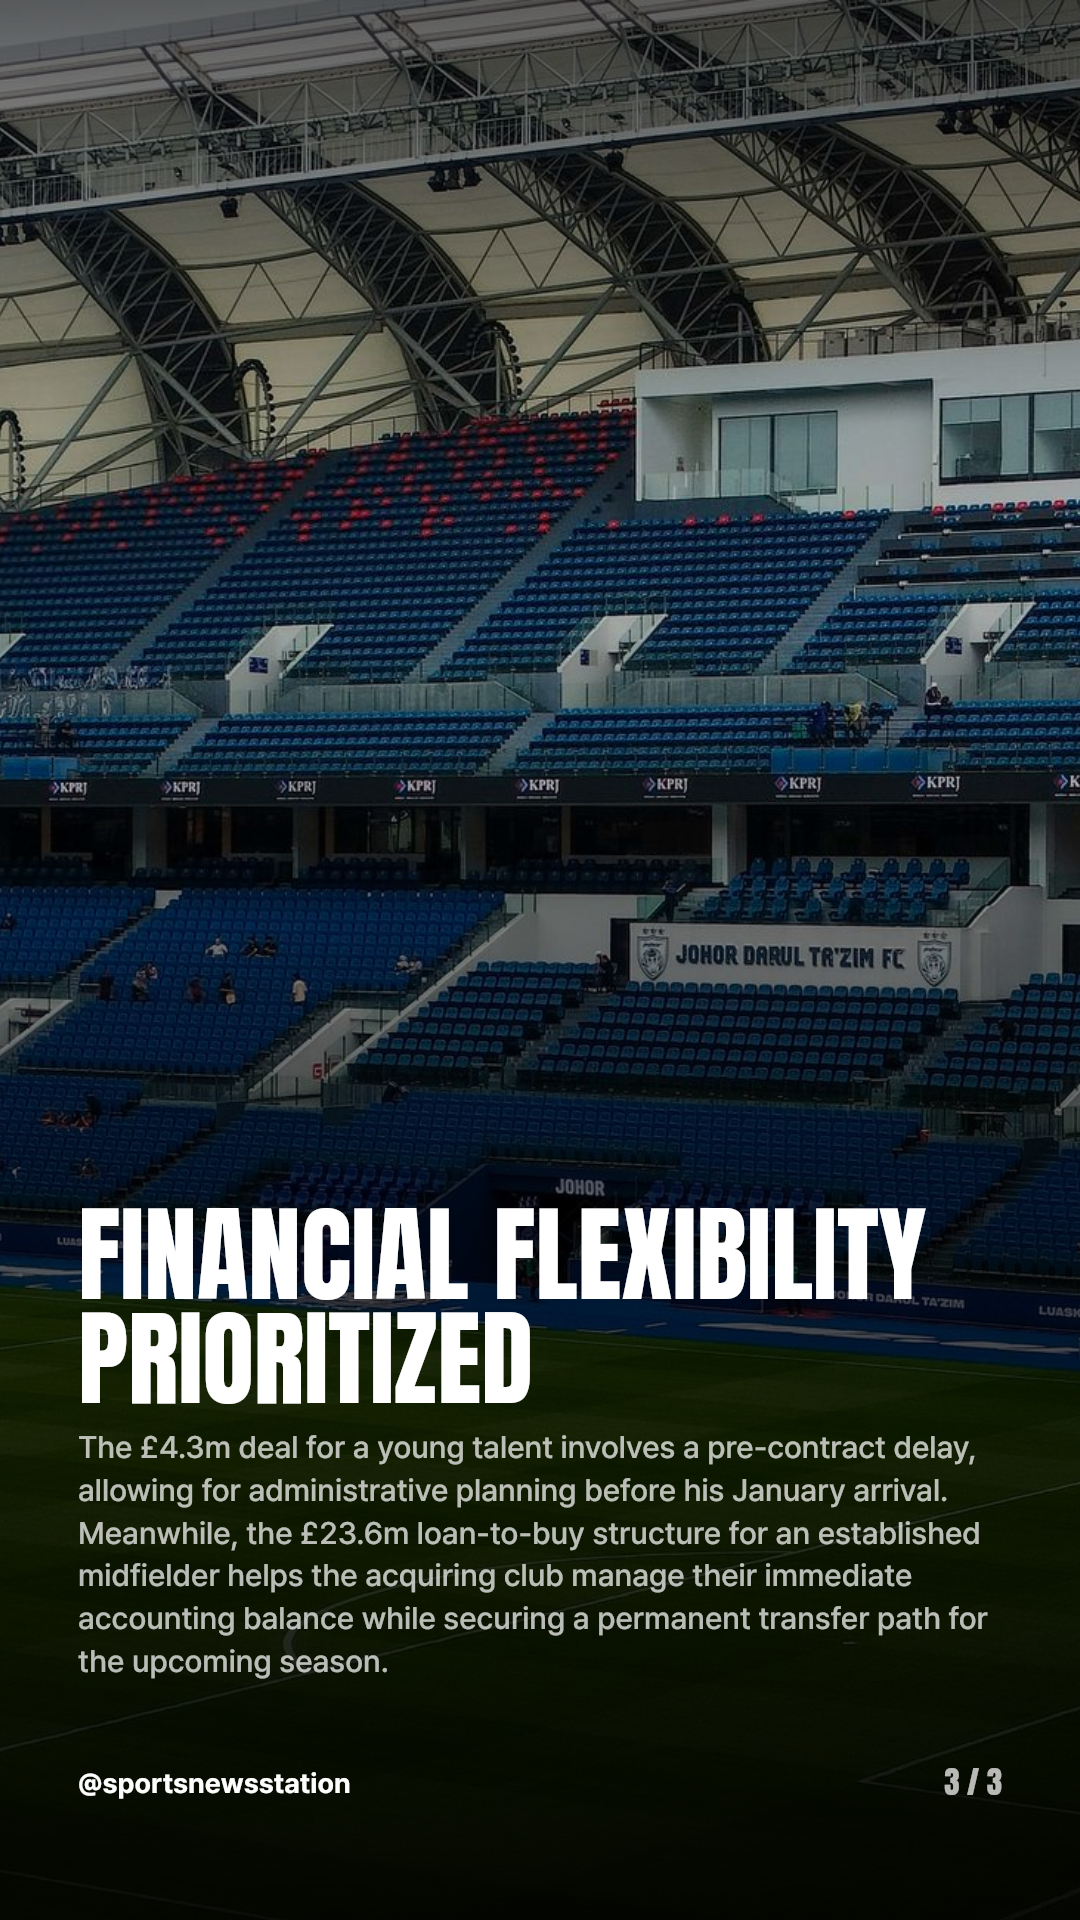 KPRJ KPRJ KPRJ KPRJ KPRJ KPRJ KPRJ KPRJ
JOHOR DARUL TA'ZIM FC
JOHOR
FINANCIAL FLEXIBILITY
PRIORITIZED
DARUL TA'ZIM
The £4.3m deal for a young talent involves a pre-contract delay,
allowing for administrative planning before his January arrival.
Meanwhile, the £23.6m loan-to-buy structure for an established
midfielder helps the acquiring club manage their immediate
accounting balance while securing a permanent transfer path for
the upcoming season.
@sportsnewsstation
3 / 3